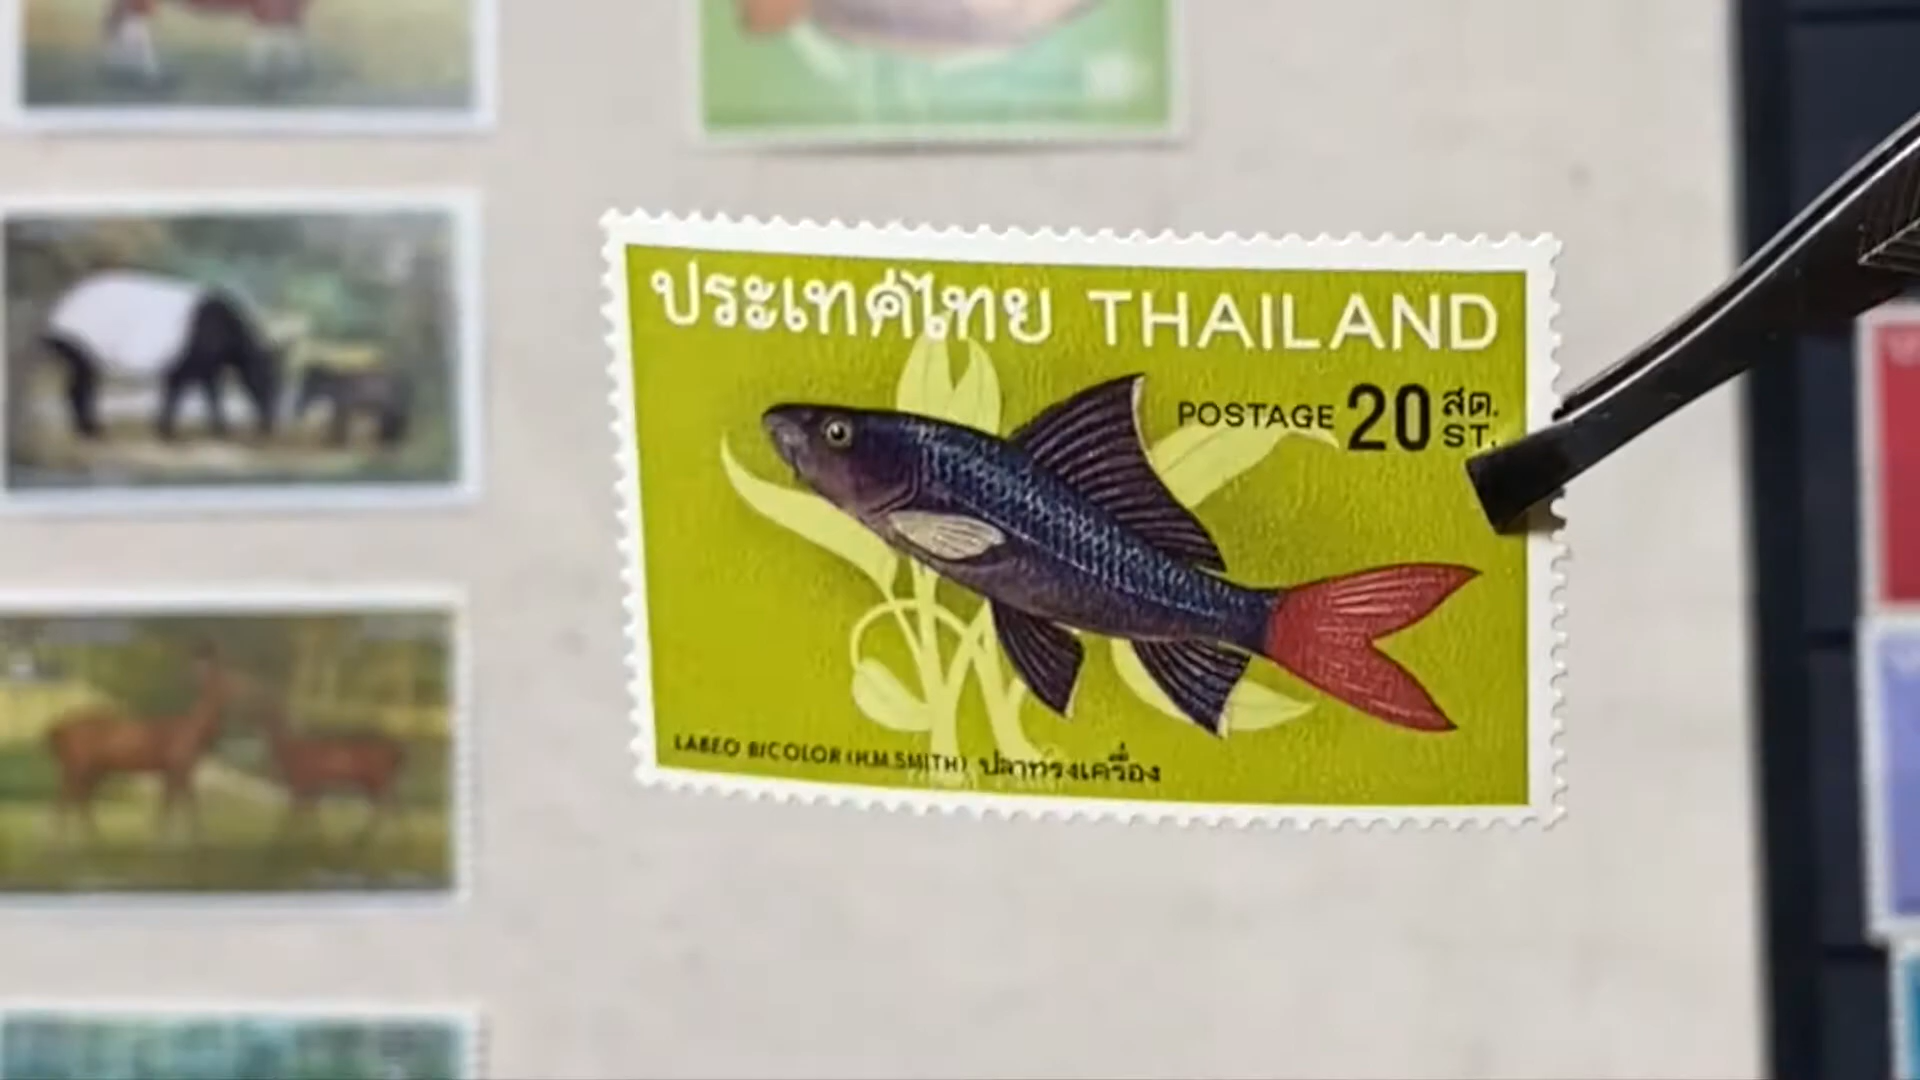 ประเทศไทย THAILAND
POSTAGE 20 สต.
ST.
LABEO BICOLOR (H.M. SMITH) ปลาทรงเครื่อง